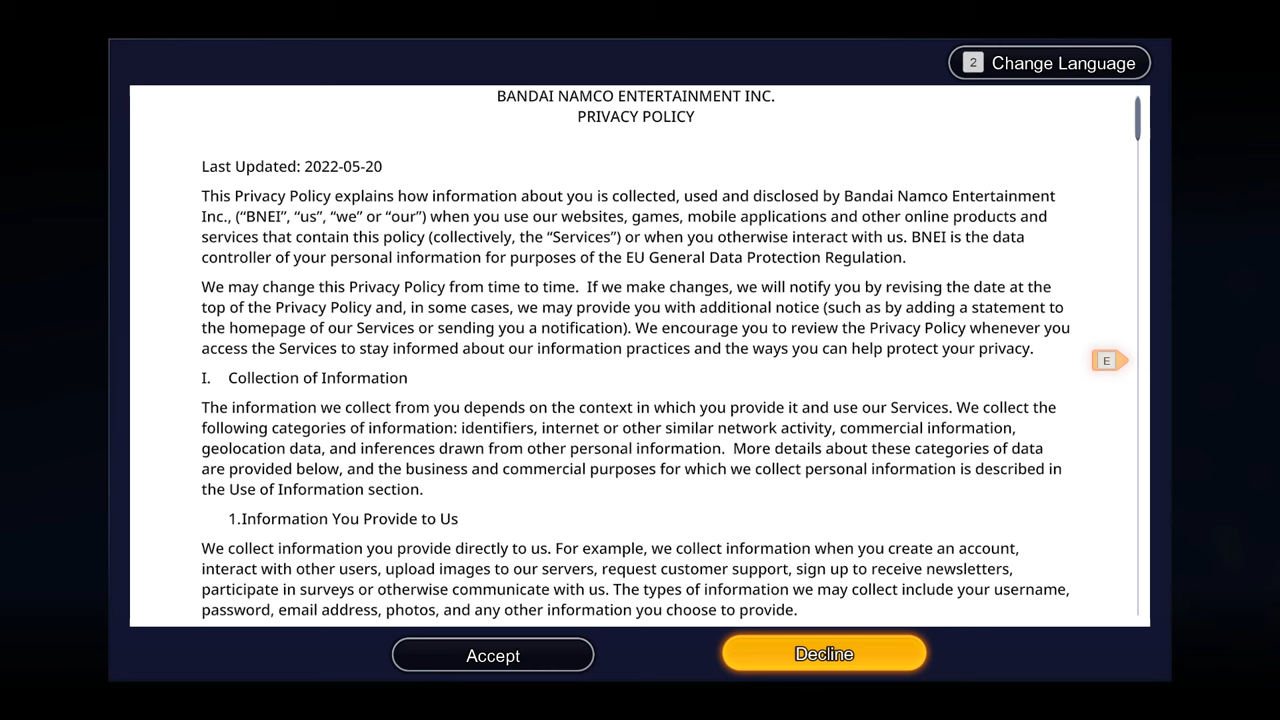 2 Change Language
BANDAI NAMCO ENTERTAINMENT INC.
PRIVACY POLICY
Last Updated: 2022-05-20
This Privacy Policy explains how information about you is collected, used and disclosed by Bandai Namco Entertainment
Inc., (“BNEI”, “us”, “we” or “our”) when you use our websites, games, mobile applications and other online products and
services that contain this policy (collectively, the “Services”) or when you otherwise interact with us. BNEI is the data
controller of your personal information for purposes of the EU General Data Protection Regulation.
We may change this Privacy Policy from time to time.  If we make changes, we will notify you by revising the date at the
top of the Privacy Policy and, in some cases, we may provide you with additional notice (such as by adding a statement to
the homepage of our Services or sending you a notification). We encourage you to review the Privacy Policy whenever you
access the Services to stay informed about our information practices and the ways you can help protect your privacy.
E
I. Collection of Information
The information we collect from you depends on the context in which you provide it and use our Services. We collect the
following categories of information: identifiers, internet or other similar network activity, commercial information,
geolocation data, and inferences drawn from other personal information.  More details about these categories of data
are provided below, and the business and commercial purposes for which we collect personal information is described in
the Use of Information section.
1.Information You Provide to Us
We collect information you provide directly to us. For example, we collect information when you create an account,
interact with other users, upload images to our servers, request customer support, sign up to receive newsletters,
participate in surveys or otherwise communicate with us. The types of information we may collect include your username,
password, email address, photos, and any other information you choose to provide.
Accept
Decline